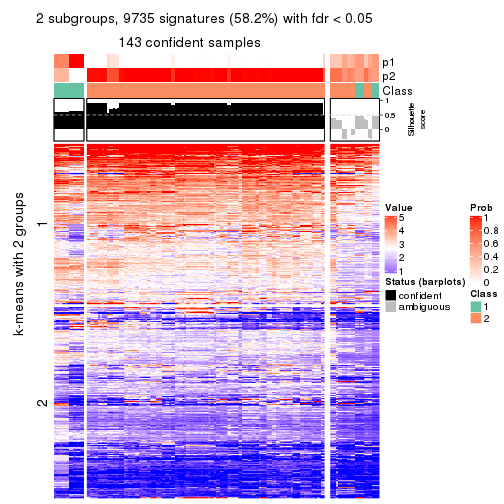 2 subgroups, 9735 signatures (58.2%) with fdr < 0.05
143 confident samples
p1
p2
Class
1
0.5
0
Silhouette
score
k-means with 2 groups
1
2
Value
5
4
3
2
1
Status (barplots)
confident
ambiguous
Prob
1
0.8
0.6
0.4
0.2
0
Class
1
2